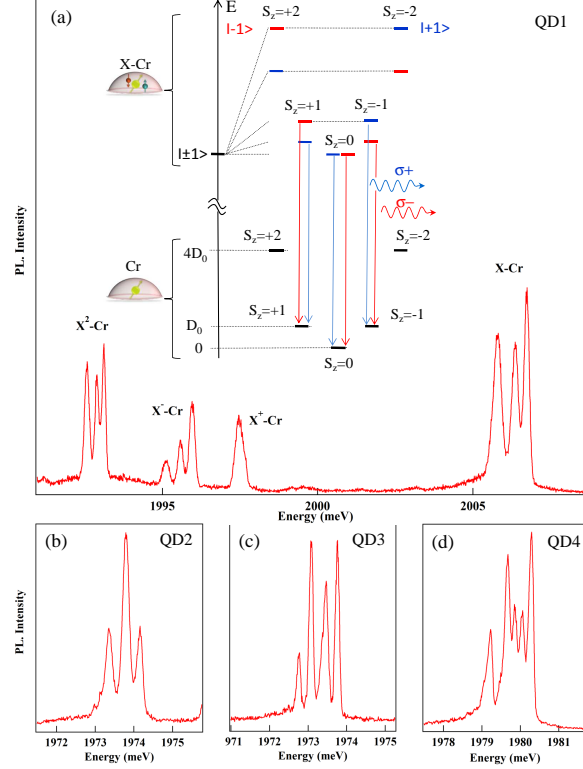 (a)
E
QD1
S_z=+2
S_z=-2
|-1>
|+1>
X-Cr
S_z=+1
S_z=-1
S_z=0
|±1>
σ+
σ−
PL. Intensity
S_z=+2
S_z=-2
4D_0
Cr
X-Cr
S_z=+1
S_z=-1
D_0
X^2-Cr
0
S_z=0
X^--Cr
X^+-Cr
1995
2000
2005
Energy (meV)
(b)
QD2
(c)
QD3
(d)
QD4
PL. Intensity
1972
1973
1974
1975
971
1972
1973
1974
1975
1978
1979
1980
1981
Energy (meV)
Energy (meV)
Energy (meV)